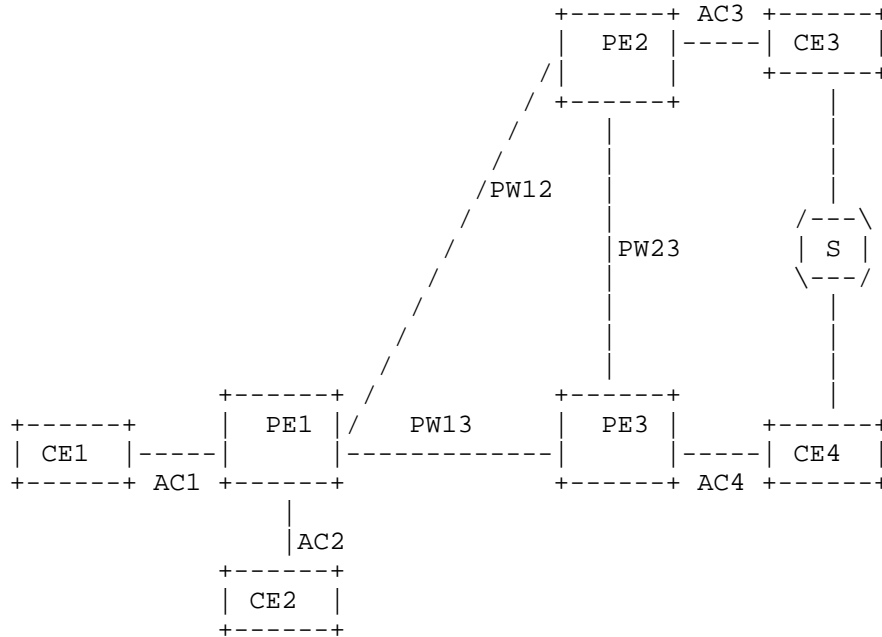 AC3
PE2 CE3
PW12
S
PW23
PE1 PW13 PE3
CE1 CE4
AC1 AC4
AC2
CE2